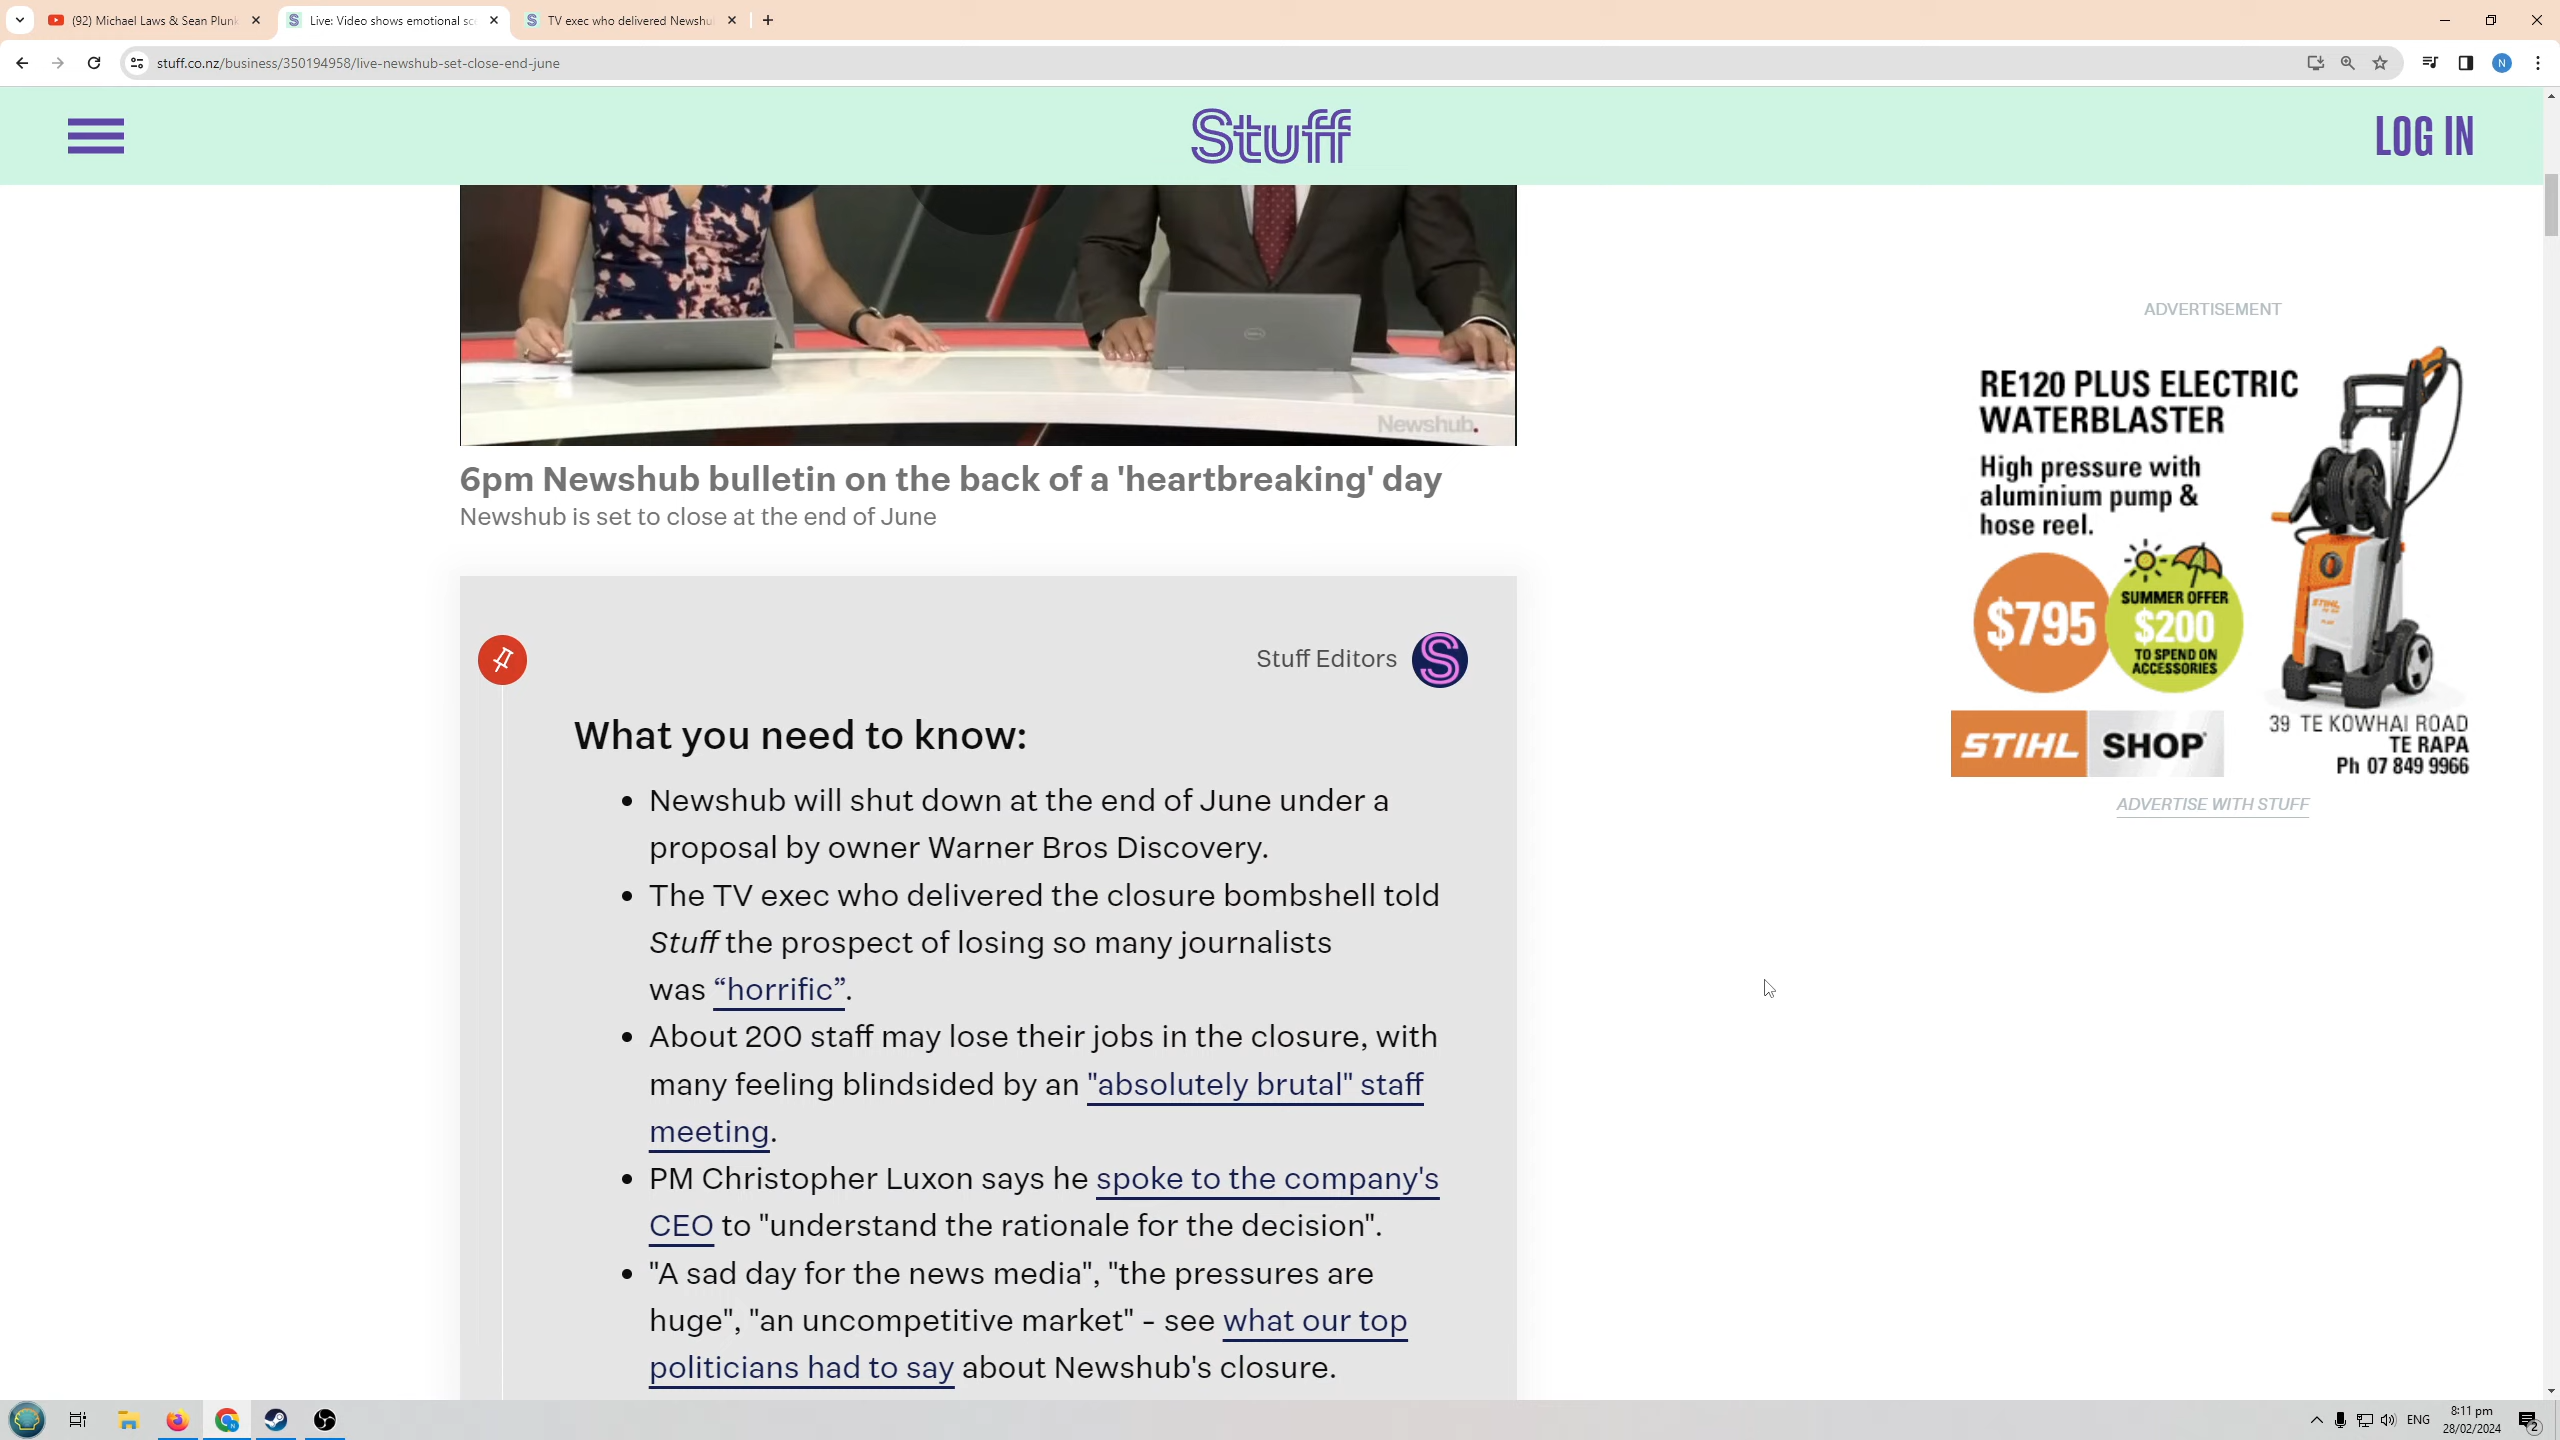 (92) Michael Laws & Sean Plunk
Live: Video shows emotional sc
TV exec who delivered Newshu
stuff.co.nz/business/350194958/live-newshub-set-close-end-june
N
Stuff
LOG IN
Newshub.
6pm Newshub bulletin on the back of a 'heartbreaking' day
Newshub is set to close at the end of June
Stuff Editors
S
What you need to know:
• Newshub will shut down at the end of June under a
proposal by owner Warner Bros Discovery.
• The TV exec who delivered the closure bombshell told
Stuff the prospect of losing so many journalists
was “horrific”.
• About 200 staff may lose their jobs in the closure, with
many feeling blindsided by an "absolutely brutal" staff
meeting.
• PM Christopher Luxon says he spoke to the company's
CEO to "understand the rationale for the decision".
• "A sad day for the news media", "the pressures are
huge", "an uncompetitive market" - see what our top
politicians had to say about Newshub's closure.
ADVERTISEMENT
RE120 PLUS ELECTRIC
WATERBLASTER
High pressure with
aluminium pump &
hose reel.
$795
SUMMER OFFER
$200
TO SPEND ON
ACCESSORIES
STIHL SHOP
39 TE KOWHAI ROAD
TE RAPA
Ph 07 849 9966
ADVERTISE WITH STUFF
ENG
8:11 pm
28/02/2024
2